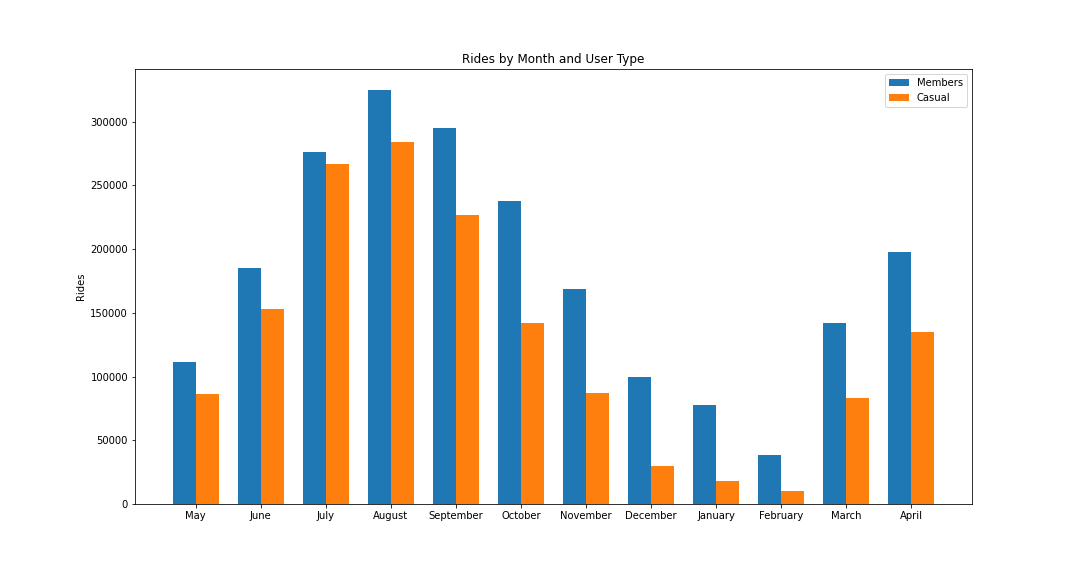 Rides by Month and User Type
Members
Casual
300000
250000
200000
150000
100000
50000
0
Rides
May June July August September October November December January February March April